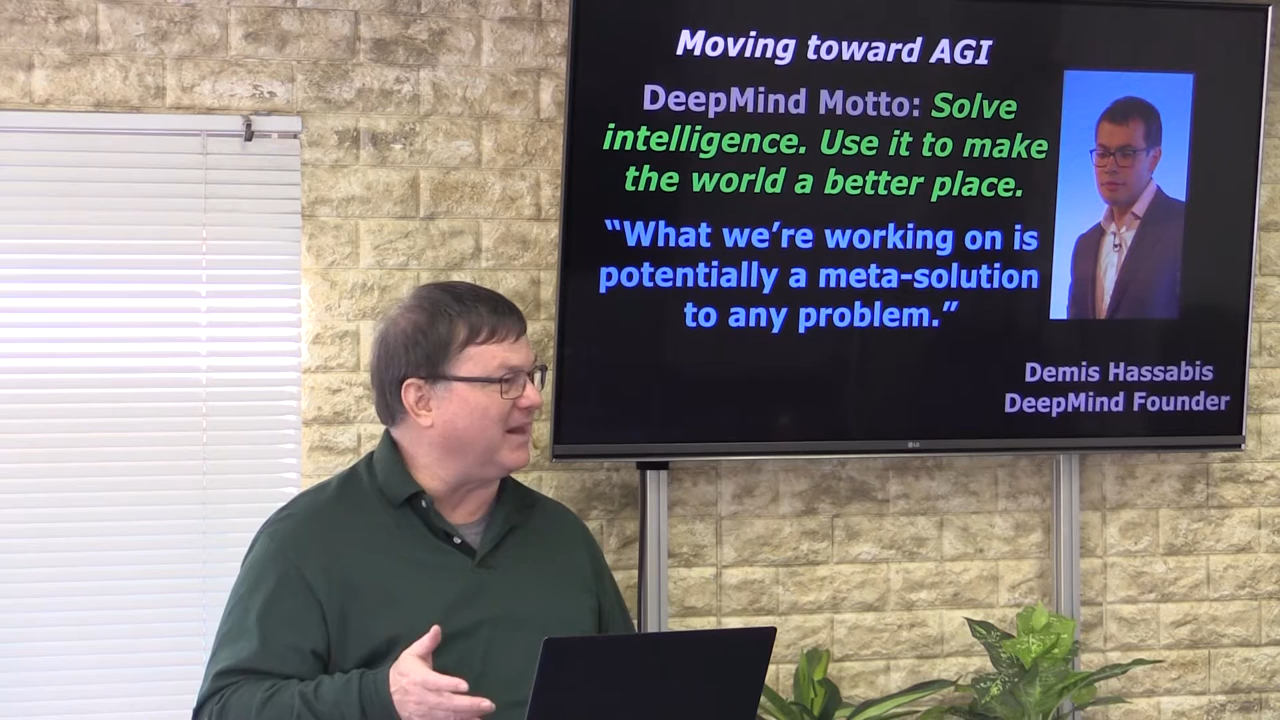 Moving toward AGI
DeepMind Motto: Solve
intelligence. Use it to make
the world a better place.
“What we’re working on is
potentially a meta-solution
to any problem.”
Demis Hassabis
DeepMind Founder
LG